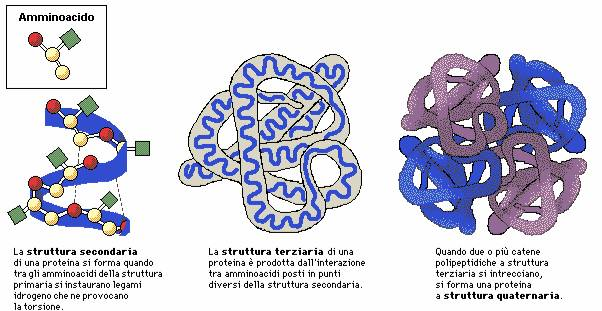 Amminoacido
La struttura secondaria
di una proteina si forma quando
tra gli amminoacidi della struttura
primaria si instaurano legami
idrogeno che ne provocano
la torsione.
La struttura terziaria di una
proteina è prodotta dall'interazione
tra amminoacidi posti in punti
diversi della struttura secondaria.
Quando due o più catene
polipeptidiche a struttura
terziaria si intrecciano,
si forma una proteina
a struttura quaternaria.